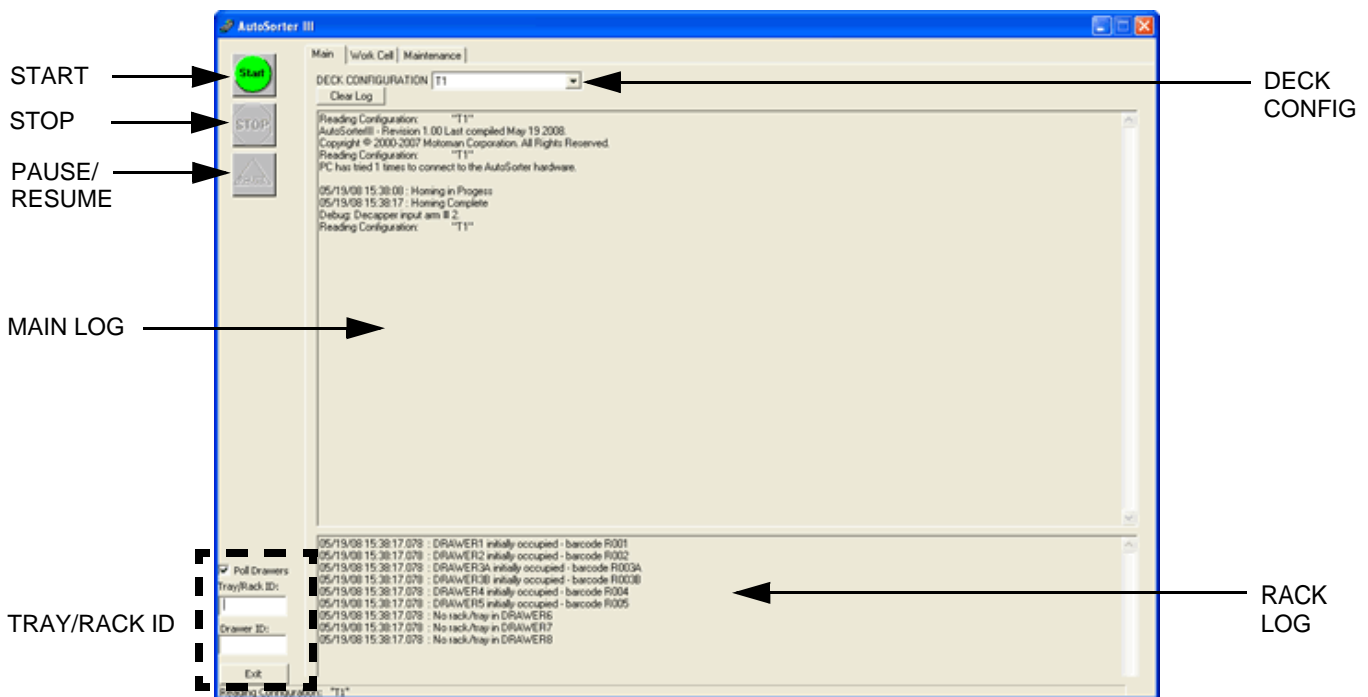 AutoSorter III
START
STOP
PAUSE/
RESUME
MAIN LOG
TRAY/RACK ID
DECK
CONFIG
RACK
LOG
Start
STOP
Main Work Cell Maintenance
DECK CONFIGURATION T1
Clear Log
Reading Configuration: "T1"
AutoSorterIII - Revision 1.00 Last compiled May 19 2008.
Copyright © 2000-2007 Motoman Corporation. All Rights Reserved.
Reading Configuration: "T1"
PC has tried 1 times to connect to the AutoSorter hardware.
05/19/08 15:38:08 : Homing in Progess
05/19/08 15:38:17 : Homing Complete
Debug: Decapper input arm # 2.
Reading Configuration: "T1"
05/19/08 15:38:17.078 : DRAWER1 initially occupied - barcode R001
05/19/08 15:38:17.078 : DRAWER2 initially occupied - barcode R002
05/19/08 15:38:17.078 : DRAWER3A initially occupied - barcode R003A
05/19/08 15:38:17.078 : DRAWER3B initially occupied - barcode R003B
05/19/08 15:38:17.078 : DRAWER4 initially occupied - barcode R004
05/19/08 15:38:17.078 : DRAWER5 initially occupied - barcode R005
05/19/08 15:38:17.078 : No rack/tray in DRAWER6
05/19/08 15:38:17.078 : No rack/tray in DRAWER7
05/19/08 15:38:17.078 : No rack/tray in DRAWER8
Poll Drawers
Tray/Rack ID:
Drawer ID:
Exit
Reading Configuration: "T1"